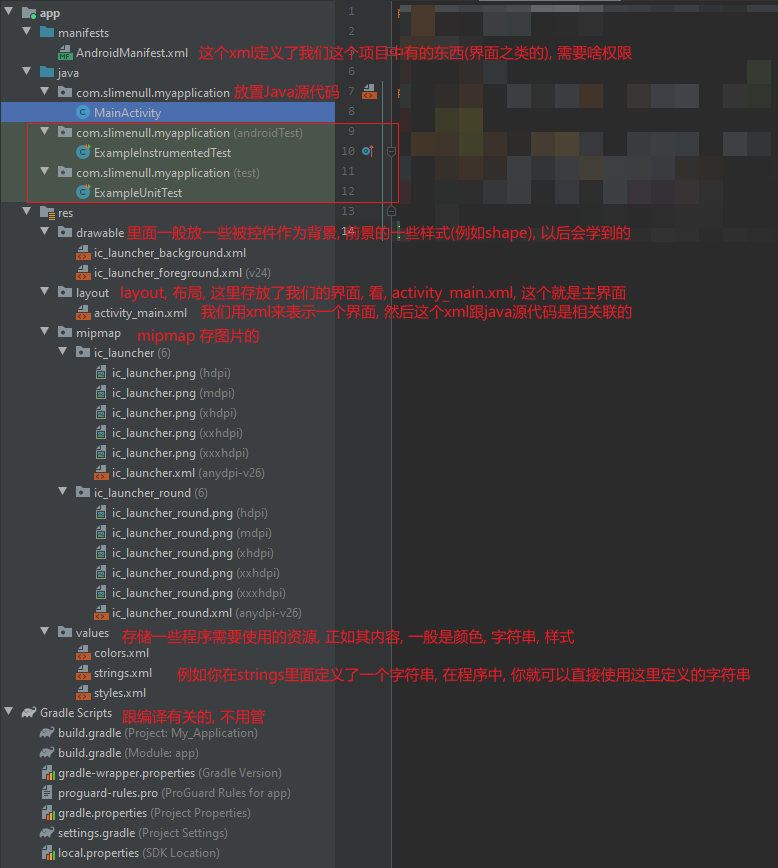 app
manifests
AndroidManifest.xml 这个xml定义了我们这个项目中有的东西(界面之类的), 需要啥权限
java
com.slimenull.myapplication 放置Java源代码
MainActivity
com.slimenull.myapplication (androidTest)
ExampleInstrumentedTest
com.slimenull.myapplication (test)
ExampleUnitTest
res
drawable 里面一般放一些被控件作为背景, 前景的一些样式(例如shape), 以后会学到的
ic_launcher_background.xml
ic_launcher_foreground.xml (v24)
layout layout, 布局, 这里存放了我们的界面, 看, activity_main.xml, 这个就是主界面
activity_main.xml 我们用xml来表示一个界面, 然后这个xml跟java源代码是相关联的
mipmap mipmap 存图片的
ic_launcher (6)
ic_launcher.png (hdpi)
ic_launcher.png (mdpi)
ic_launcher.png (xhdpi)
ic_launcher.png (xxhdpi)
ic_launcher.png (xxxhdpi)
ic_launcher.xml (anydpi-v26)
ic_launcher_round (6)
ic_launcher_round.png (hdpi)
ic_launcher_round.png (mdpi)
ic_launcher_round.png (xhdpi)
ic_launcher_round.png (xxhdpi)
ic_launcher_round.png (xxxhdpi)
ic_launcher_round.xml (anydpi-v26)
values 存储一些程序需要使用的资源, 正如其内容, 一般是颜色, 字符串, 样式
colors.xml
strings.xml 例如你在strings里面定义了一个字符串, 在程序中, 你就可以直接使用这里定义的字符串
styles.xml
Gradle Scripts 跟编译有关的, 不用管
build.gradle (Project: My_Application)
build.gradle (Module: app)
gradle-wrapper.properties (Gradle Version)
proguard-rules.pro (ProGuard Rules for app)
gradle.properties (Project Properties)
settings.gradle (Project Settings)
local.properties (SDK Location)
1
2
3
6
7
8
9
10
11
12
13
14